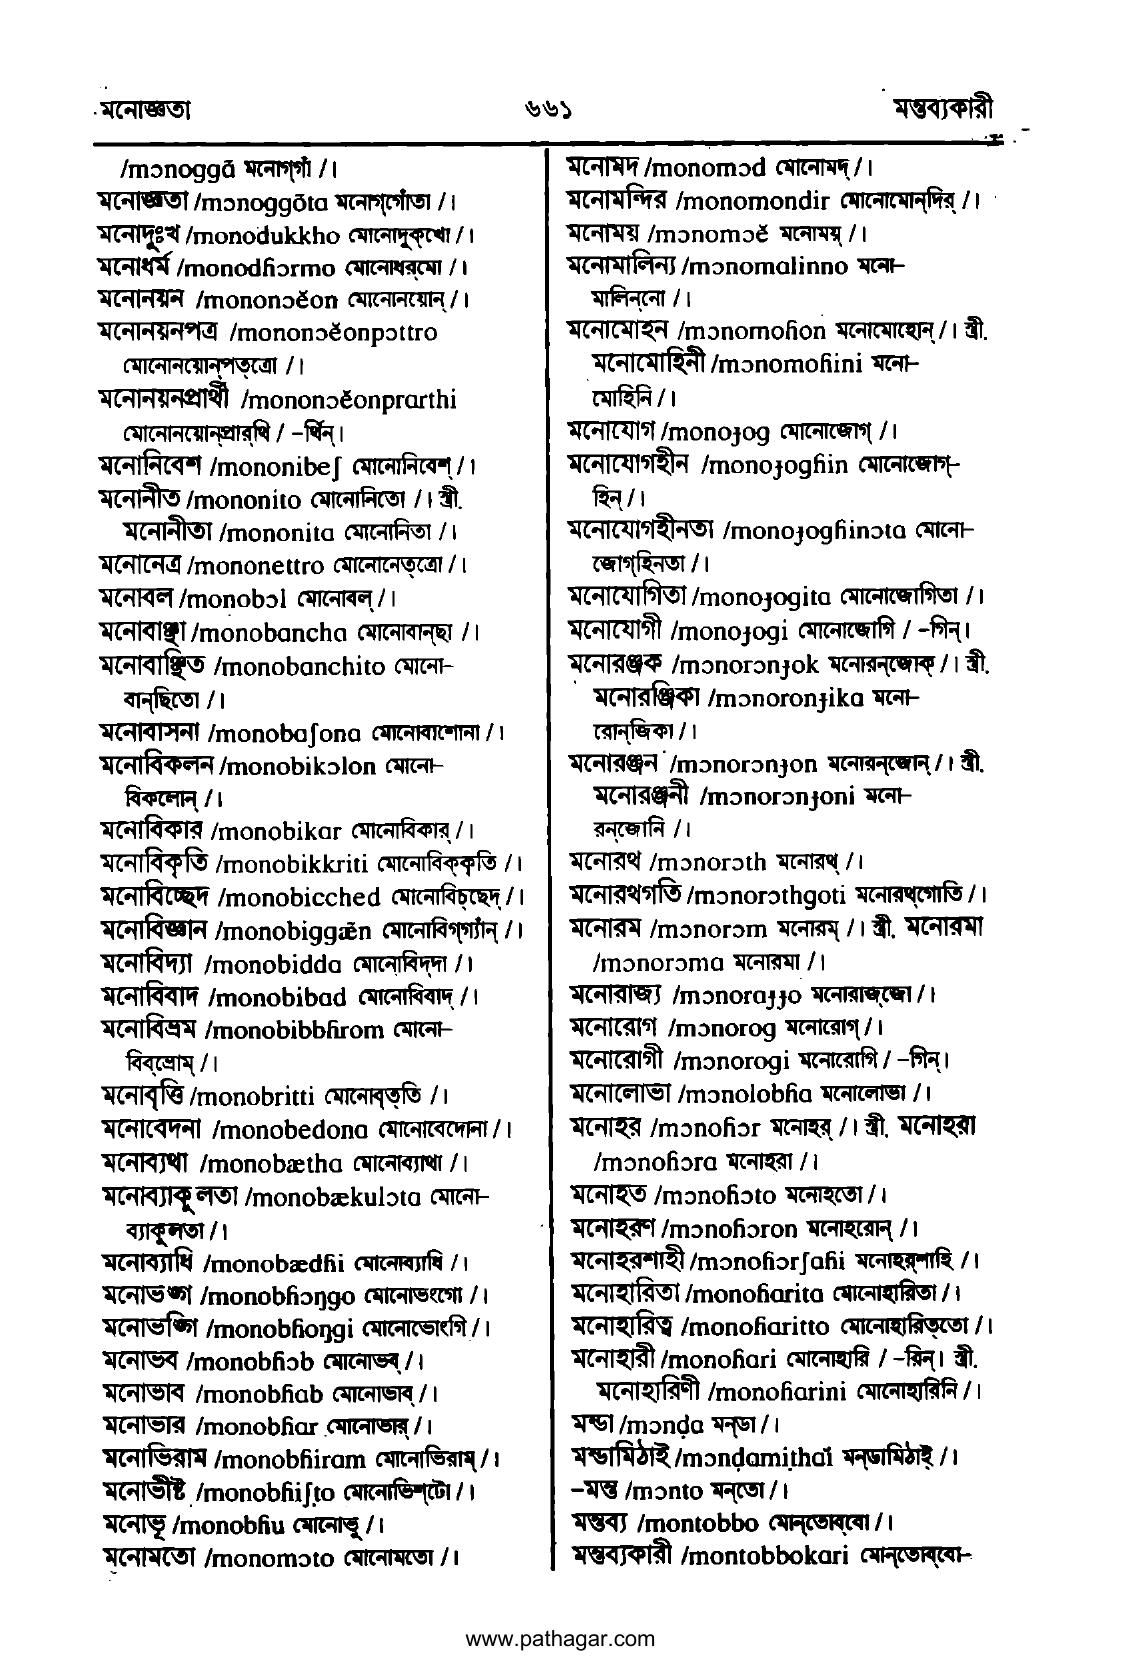 মনোজ্ঞতা ৬৬১ মন্তব্যকারী
/mɔnoggã মনোগ্‌গাঁ /।
মনোজ্ঞতা /mɔnoggõta মনোগ্‌গোঁতা /।
মনোদুঃখ /monodukkho মোনোদুক্‌খো /।
মনোধর্ম /monodɦɔrmo মোনোধর্‌মো /।
মনোনয়ন /mononɔĕon মোনোনয়োন্ /।
মনোনয়নপত্র /mononɔĕonpɔttro
মোনোনয়োন্‌পত্‌ত্রো /।
মনোনয়নপ্রার্থী /mononɔĕonprarthi
মোনোনয়োন্‌প্রার্‌থি / -র্থিন্।
মনোনিবেশ /mononibeʃ মোনোনিবেশ্ /।
মনোনীত /mononito মোনোনিতো /। স্ত্রী.
মনোনীতা /mononita মোনোনিতা /।
মনোনেত্র /mononettro মোনোনেত্‌ত্রো /।
মনোবল /monobɔl মোনোবল্ /।
মনোবাঞ্ছা /monobancha মোনোবান্‌ছা /।
মনোবাঞ্ছিত /monobanchito মোনো-
বান্‌ছিতো /।
মনোবাসনা /monobaʃona মোনোবাশোনা /।
মনোবিকলন /monobikɔlon মোনো-
বিকলোন্ /।
মনোবিকার /monobikar মোনোবিকার্ /।
মনোবিকৃতি /monobikkriti মোনোবিক্‌কৃতি /।
মনোবিচ্ছেদ /monobicched মোনোবিচ্‌ছেদ্ /।
মনোবিজ্ঞান /monobiggæ̃n মোনোবিগ্‌গ্যাঁন্ /।
মনোবিদ্যা /monobidda মোনোবিদ্‌দা /।
মনোবিবাদ /monobibad মোনোবিবাদ্ /।
মনোবিভ্রম /monobibbɦrom মোনো-
বিব্‌ভ্রোম্ /।
মনোবৃত্তি /monobritti মোনোবৃত্‌তি /।
মনোবেদনা /monobedona মোনোবেদোনা /।
মনোব্যথা /monobætha মোনোব্যাথা /।
মনোব্যাকুলতা /monobækulɔta মোনো-
ব্যাকুলতা /।
মনোব্যাধি /monobædɦi মোনোব্যাধি /।
মনোভঙ্গ /monobɦɔŋgo মোনোভংগো /।
মনোভঙ্গি /monobɦoŋgi মোনোভোংগি /।
মনোভব /monobɦɔb মোনোভব্ /।
মনোভাব /monobɦab মোনোভাব্ /।
মনোভার /monobɦar মোনোভার্ /।
মনোভিরাম /monobɦiram মোনোভিরাম্ /।
মনোভীষ্ট /monobɦiʃto মোনোভিশ্‌টো /।
মনোভূ /monobɦu মোনোভু /।
মনোমতো /monomɔto মোনোমতো /।
মনোমদ /monomɔd মোনোমদ্ /।
মনোমন্দির /monomondir মোনোমোন্‌দির্ /।
মনোময় /mɔnomɔĕ মনোময়্ /।
মনোমালিন্য /mɔnomalinno মনো-
মালিন্‌নো /।
মনোমোহন /mɔnomoɦon মনোমোহোন্ /। স্ত্রী.
মনোমোহিনী /mɔnomoɦini মনো-
মোহিনি /।
মনোযোগ /monoɟog মোনোজোগ্ /।
মনোযোগহীন /monoɟogɦin মোনোজোগ্‌-
হিন্ /।
মনোযোগহীনতা /monoɟogɦinɔta মোনো-
জোগ্‌হিনতা /।
মনোযোগিতা /monoɟogita মোনোজোগিতা /।
মনোযোগী /monoɟogi মোনোজোগি / -গিন্।
মনোরঞ্জক /mɔnorɔnɟok মনোরন্‌জোক্ /। স্ত্রী.
মনোরঞ্জিকা /mɔnoronɟika মনো-
রোন্‌জিকা /।
মনোরঞ্জন /mɔnorɔnɟon মনোরন্‌জোন্ /। স্ত্রী.
মনোরঞ্জনী /mɔnorɔnɟoni মনো-
রন্‌জোনি /।
মনোরথ /mɔnorɔth মনোরথ্ /।
মনোরথগতি /mɔnorɔthgoti মনোরথ্‌গোতি /।
মনোরম /mɔnorɔm মনোরম্ /। স্ত্রী. মনোরমা
/mɔnorɔma মনোরমা /।
মনোরাজ্য /mɔnoraɟɟo মনোরাজ্‌জো /।
মনোরোগ /mɔnorog মনোরোগ্ /।
মনোরোগী /mɔnorogi মনোরোগি / -গিন্।
মনোলোভা /mɔnolobɦa মনোলোভা /।
মনোহর /mɔnoɦɔr মনোহর্ /। স্ত্রী. মনোহরা
/mɔnoɦɔra মনোহরা /।
মনোহত /mɔnoɦɔto মনোহতো /।
মনোহরণ /mɔnoɦɔron মনোহরোন্ /।
মনোহরশাহী /mɔnoɦɔrʃaɦi মনোহর্‌শাহি /।
মনোহারিতা /monoɦarita মোনোহারিতা /।
মনোহারিত্ব /monoɦaritto মোনোহারিত্‌তো /।
মনোহারী /monoɦari মোনোহারি / -রিন্। স্ত্রী.
মনোহারিণী /monoɦarini মোনোহারিনি /।
মন্ডা /mɔnḍa মন্‌ডা /।
মন্ডামিঠাই /mɔnḍamiṭhaĭ মন্‌ডামিঠাই্ /।
-মন্ত /mɔnto মন্‌তো /।
মন্তব্য /montobbo মোন্‌তোব্‌বো /।
মন্তব্যকারী /montobbokari মোন্‌তোব্‌বো-
www.pathagar.com